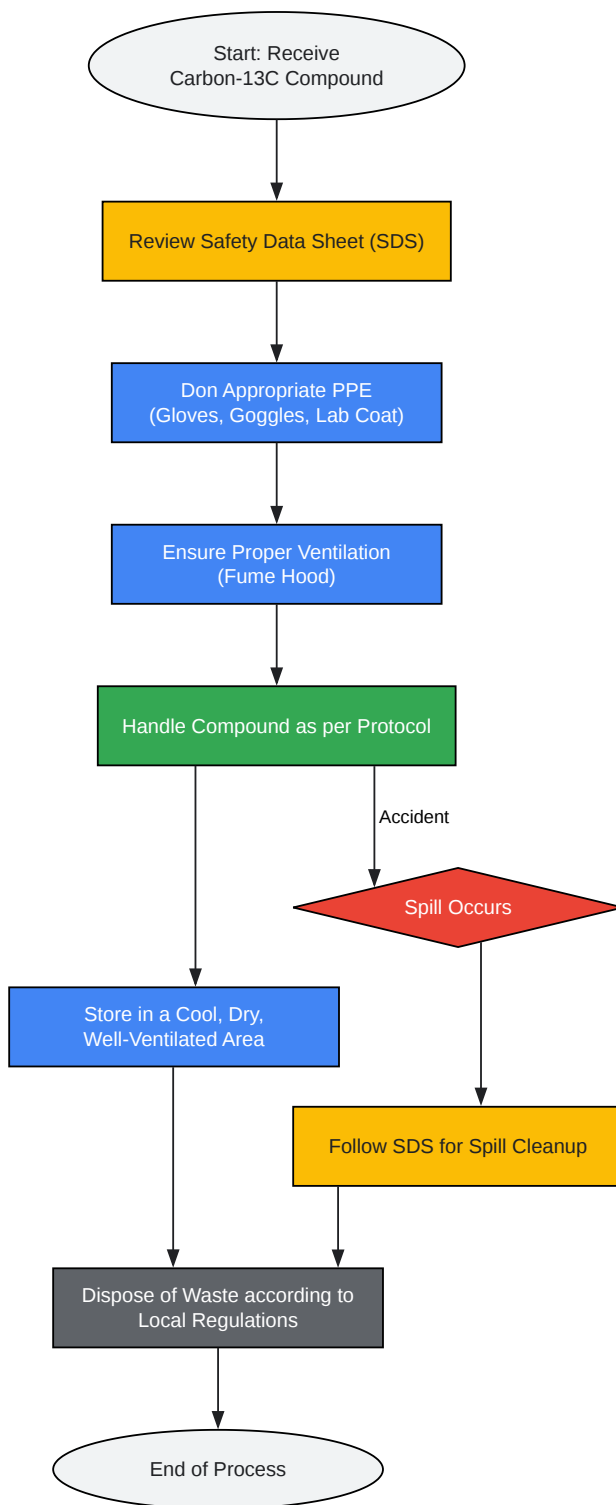 Start: Receive
Carbon-13C Compound
Review Safety Data Sheet (SDS)
Don Appropriate PPE
(Gloves, Goggles, Lab Coat)
Ensure Proper Ventilation
(Fume Hood)
Handle Compound as per Protocol
Accident
Spill Occurs
Store in a Cool, Dry,
Well-Ventilated Area
Follow SDS for Spill Cleanup
Dispose of Waste according to
Local Regulations
End of Process